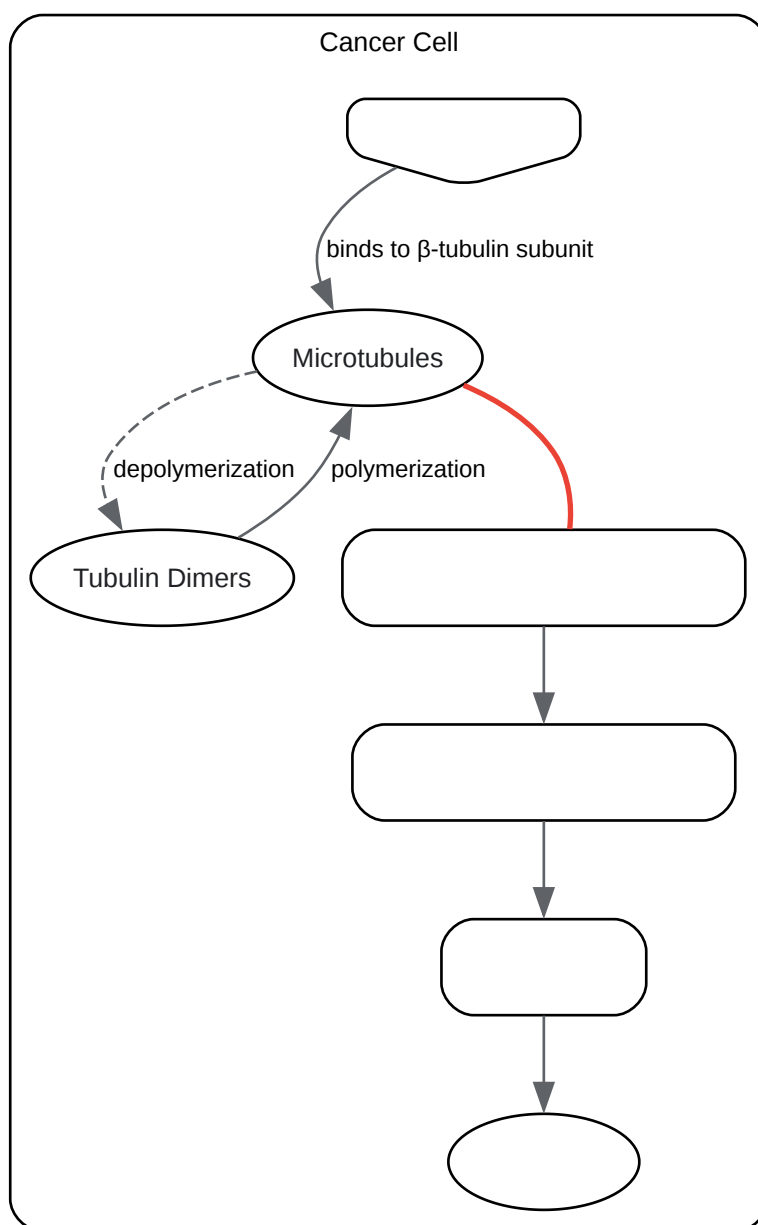 Cancer Cell
binds to β-tubulin subunit
Microtubules
depolymerization
polymerization
Tubulin Dimers